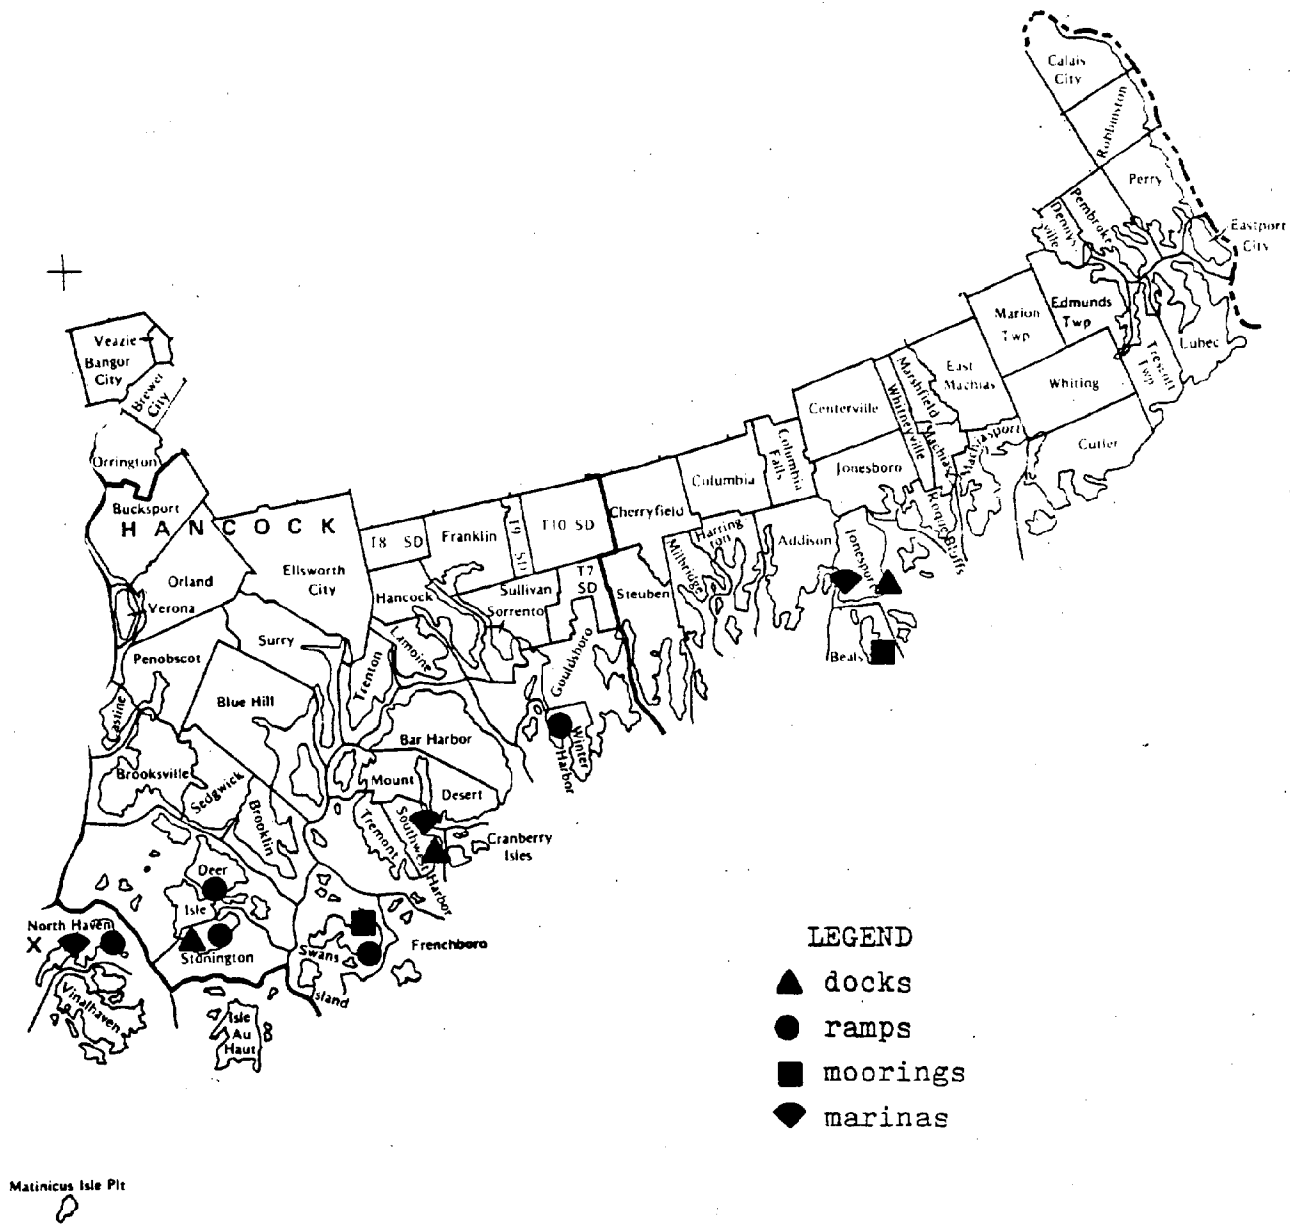 Calais
City
Robbinston
Perry
Pembroke
Dennys-
ville
Eastport
City
Edmunds
Twp
Marion
Twp
Lubec
Trescott
Twp
Whiting
Cutler
East
Machias
Marshfield
Whitneyville
Machias
Machiasport
Centerville
Columbia
Falls
Jonesboro
Roque Bluffs
Columbia
Cherryfield
Harring
ton
Milbridge
Addison
Jonesport
Beals
Steuben
Veazie
Bangor
City
Brewer
City
Orrington
Bucksport
HANCOCK
Orland
Verona
Ellsworth
City
T8 SD
Franklin
T9 SD
T10 SD
T7
SD
Hancock
Sullivan
Sorrento
Gouldsboro
Winter
Harbor
Penobscot
Surry
Lamoine
Trenton
Castine
Blue Hill
Bar Harbor
Brooksville
Sedgwick
Brooklin
Mount
Desert
Tremont
Southwest
Harbor
Cranberry
Isles
Deer
Isle
North Haven
X
Stonington
Swans
Island
Frenchboro
Vinalhaven
Isle
Au
Haut
Matinicus Isle Plt
LEGEND
docks
ramps
moorings
marinas